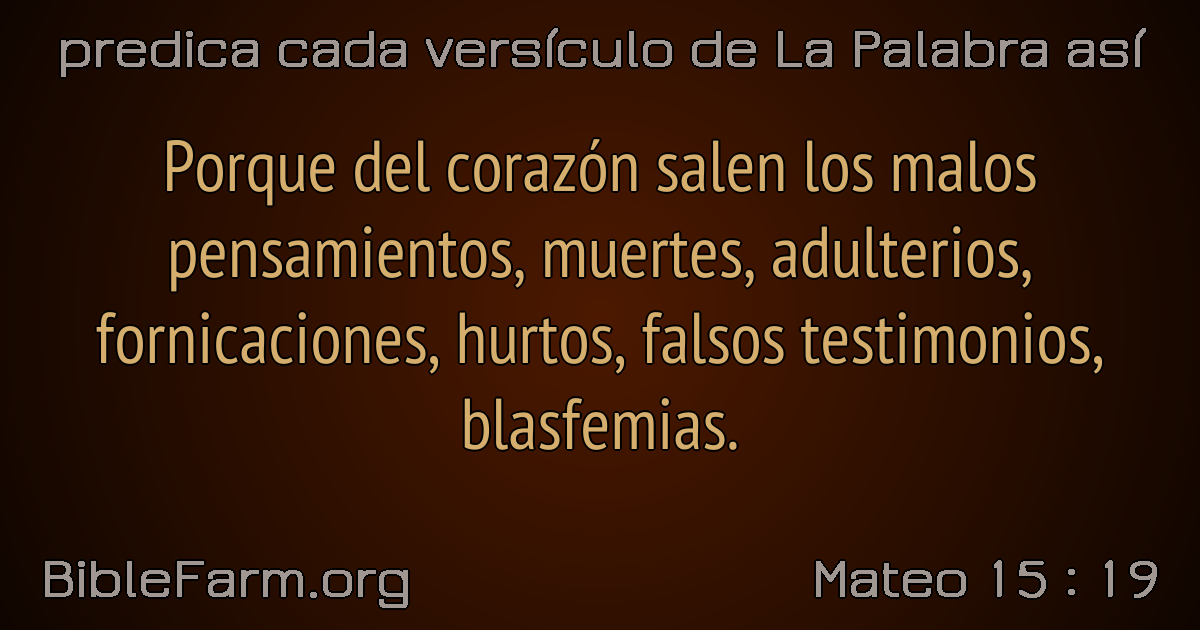 predica cada versículo de La Palabra así
Porque del corazón salen los malos
pensamientos, muertes, adulterios,
fornicaciones, hurtos, falsos testimonios,
blasfemias.
BibleFarm.org
Mateo 15 : 19